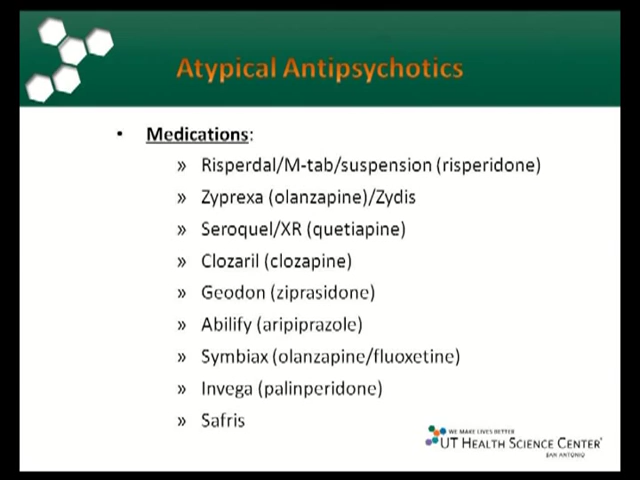 Atypical Antipsychotics
• Medications:
» Risperdal/M-tab/suspension (risperidone)
» Zyprexa (olanzapine)/Zydis
» Seroquel/XR (quetiapine)
» Clozaril (clozapine)
» Geodon (ziprasidone)
» Abilify (aripiprazole)
» Symbiax (olanzapine/fluoxetine)
» Invega (palinperidone)
» Safris
WE MAKE LIVES BETTER
UT HEALTH SCIENCE CENTER®
SAN ANTONIO